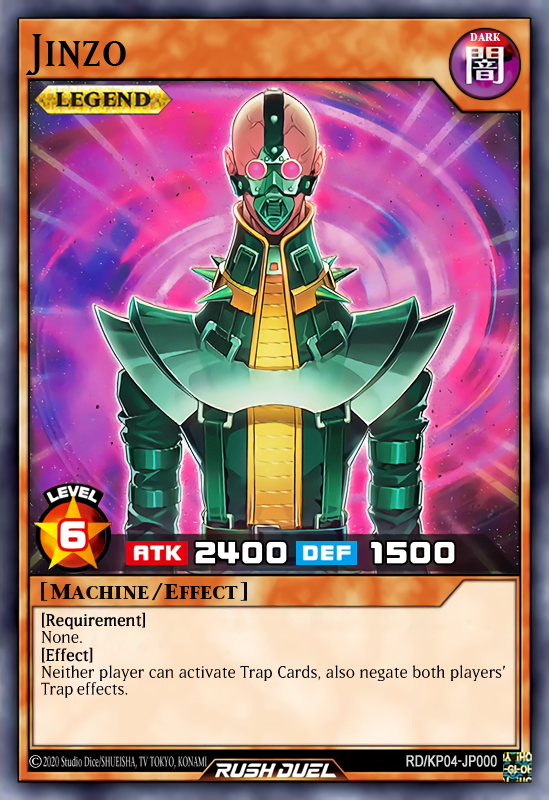 JINZO
DARK
闇
LEGEND
LEVEL
6
ATK 2400 DEF 1500
[MACHINE/EFFECT]
[Requirement]
None.
[Effect]
Neither player can activate Trap Cards, also negate both players'
Trap effects.
©2020 Studio Dice/SHUEISHA, TV TOKYO, KONAMI
RUSH DUEL
RD/KP04-JP000